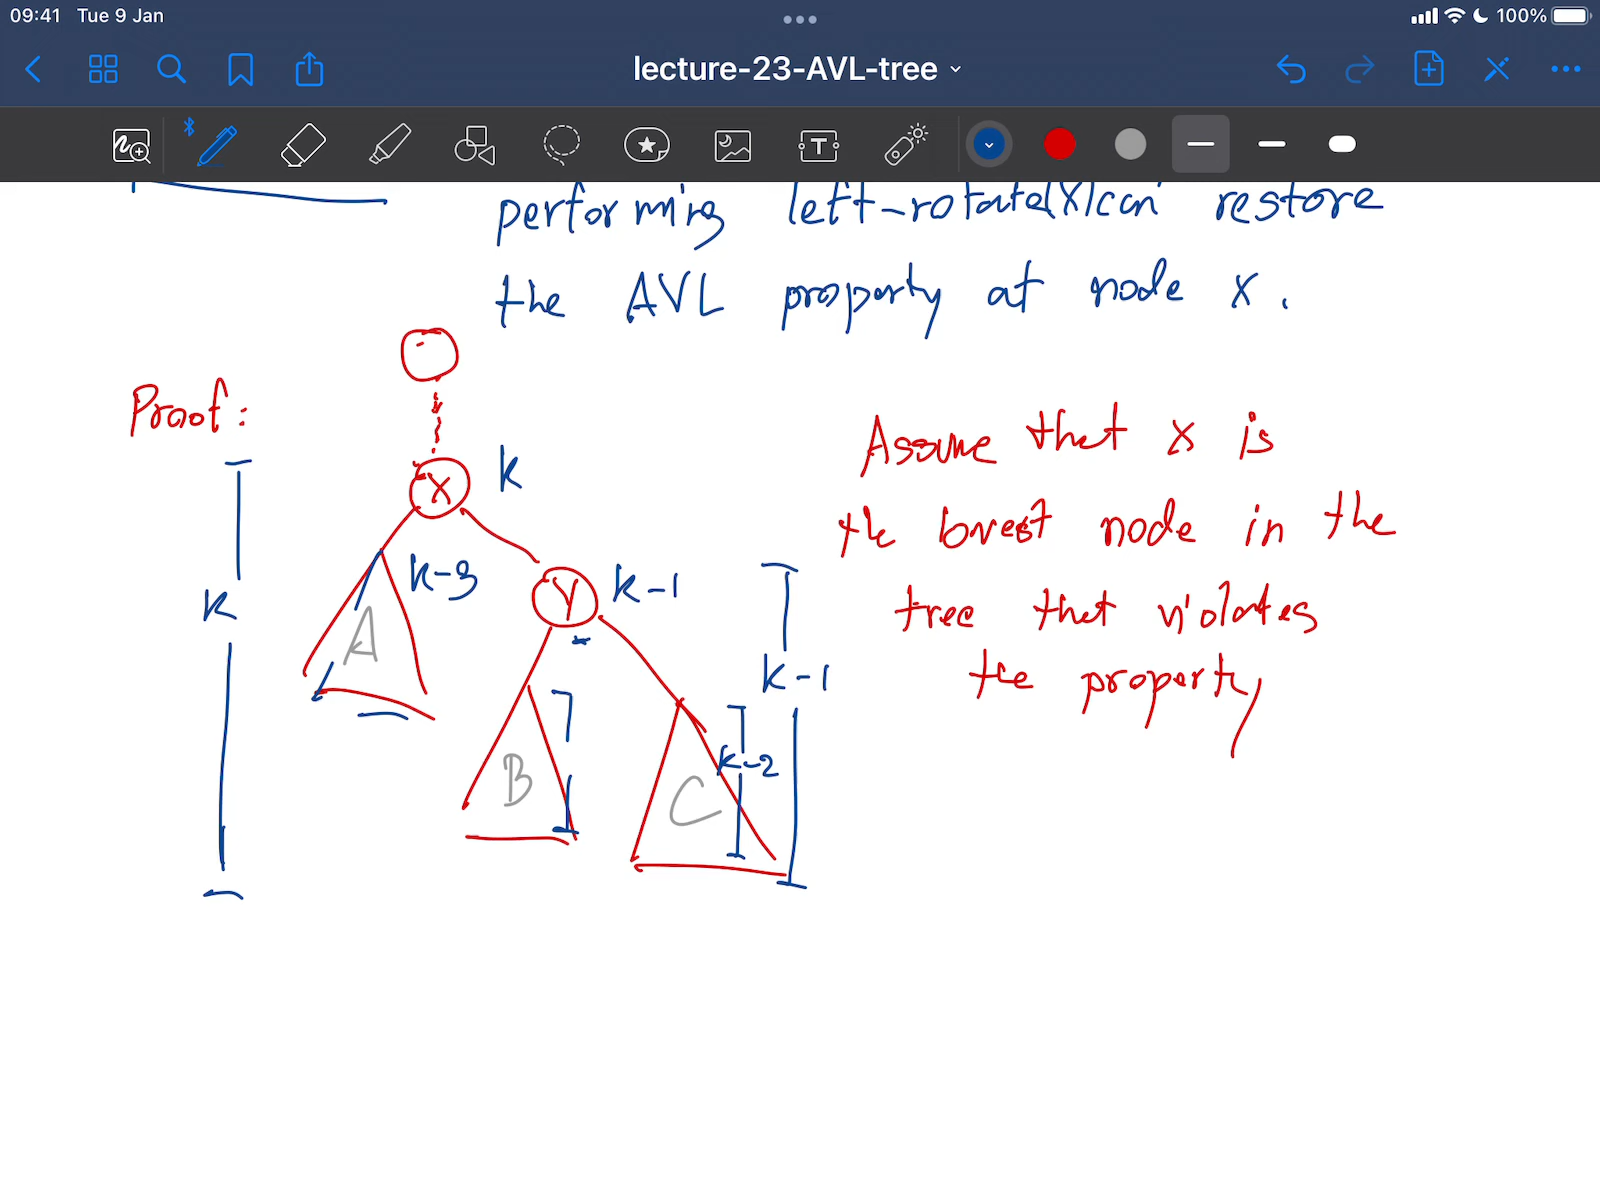 09:41 Tue 9 Jan
100%
lecture-23-AVL-tree
T
performing left-rotate(x) can restore
the AVL property at node x.
Proof:
Assume that x is
the lowest node in the
tree that violates
the property
X k
k-3
Y k-1
k
A
k-1
B
C
k-2